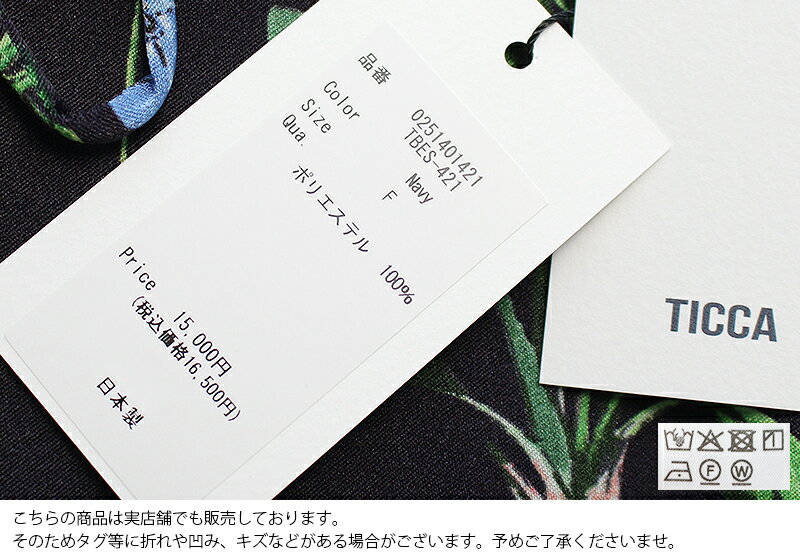 品番 0251401421
TBES-421
Color Navy
Size F
Qua. ポリエステル 100%
Price 15,000円
(税込価格16,500円)
日本製
TICCA
F W
こちらの商品は実店舗でも販売しております。
そのためタグ等に折れや凹み、キズなどがある場合がございます。予めご了承くださいませ。